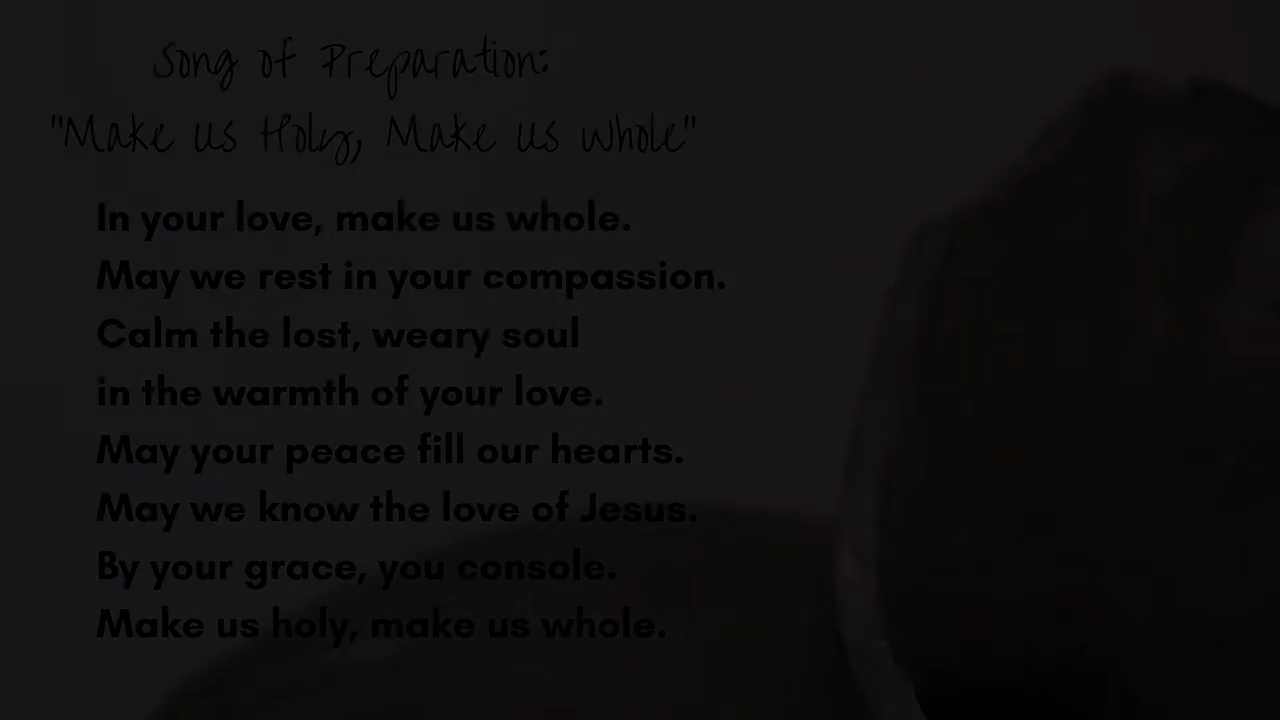 Song of Preparation:
"Make us Holy, Make us whole"
In your love, make us whole.
May we rest in your compassion.
Calm the lost, weary soul
in the warmth of your love.
May your peace fill our hearts.
May we know the love of Jesus.
By your grace, you console.
Make us holy, make us whole.